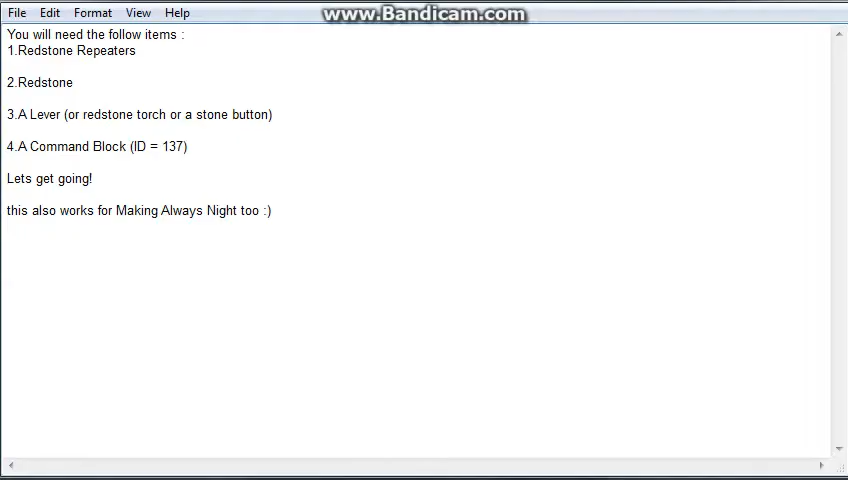 www.Bandicam.com
File Edit Format View Help
You will need the follow items :
1.Redstone Repeaters
2.Redstone
3.A Lever (or redstone torch or a stone button)
4.A Command Block (ID = 137)
Lets get going!
this also works for Making Always Night too :)